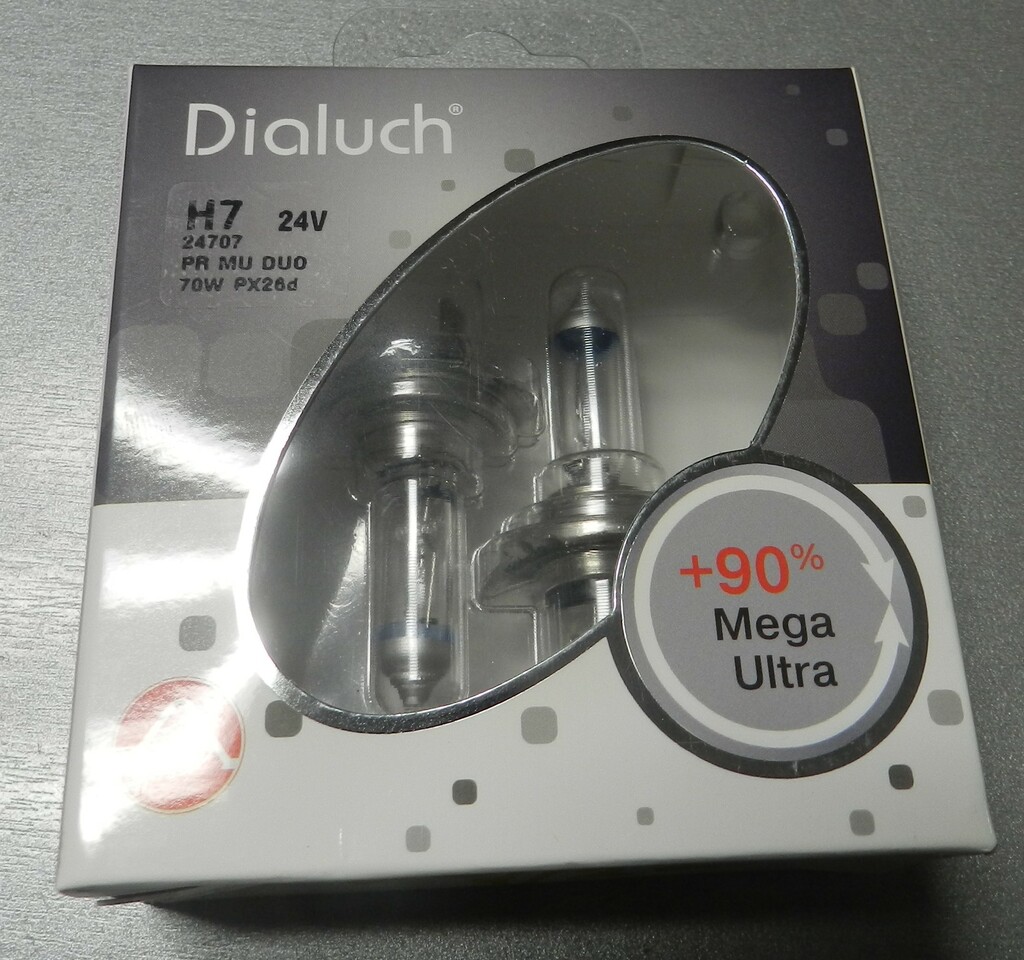 Dialuch®
H7 24V
24707
PR MU DUO
70W PX26d
+90%
Mega
Ultra